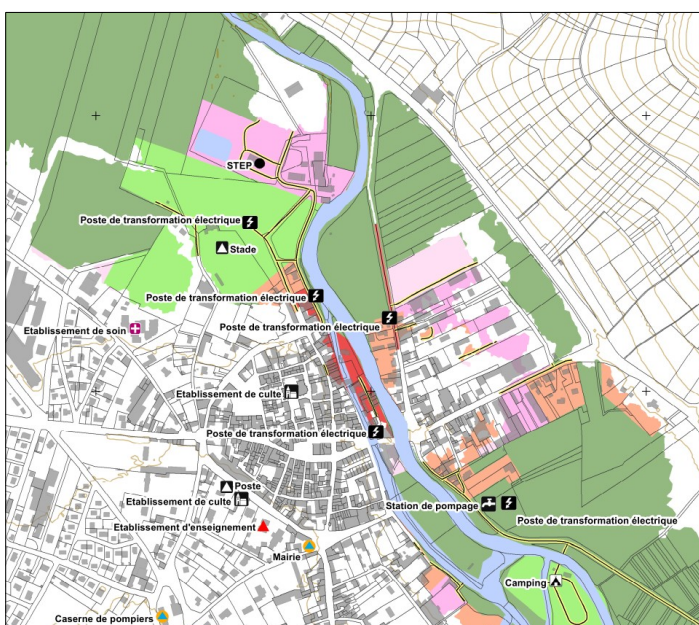 STEP
Poste de transformation électrique
Stade
Poste de transformation électrique
Etablissement de soin
Poste de transformation électrique
Etablissement de culte
Poste de transformation électrique
Poste
Etablissement de culte
Station de pompage
Poste de transformation électrique
Etablissement d'enseignement
Mairie
Camping
Caserne de pompiers